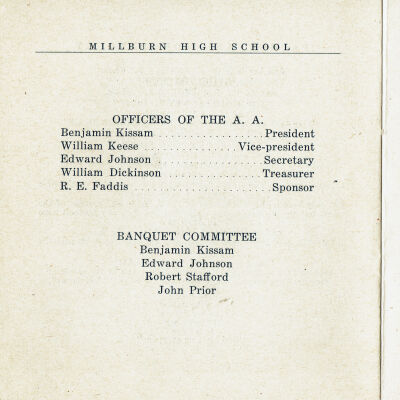 MILLBURN HIGH SCHOOL
OFFICERS OF THE A. A.
Benjamin Kissam . . . . . . . . . . . . . . . . President
William Keese . . . . . . . . . . . . . . Vice-president
Edward Johnson . . . . . . . . . . . . . . . . Secretary
William Dickinson . . . . . . . . . . . . . . Treasurer
R. E. Faddis . . . . . . . . . . . . . . . . . . . . Sponsor
BANQUET COMMITTEE
Benjamin Kissam
Edward Johnson
Robert Stafford
John Prior